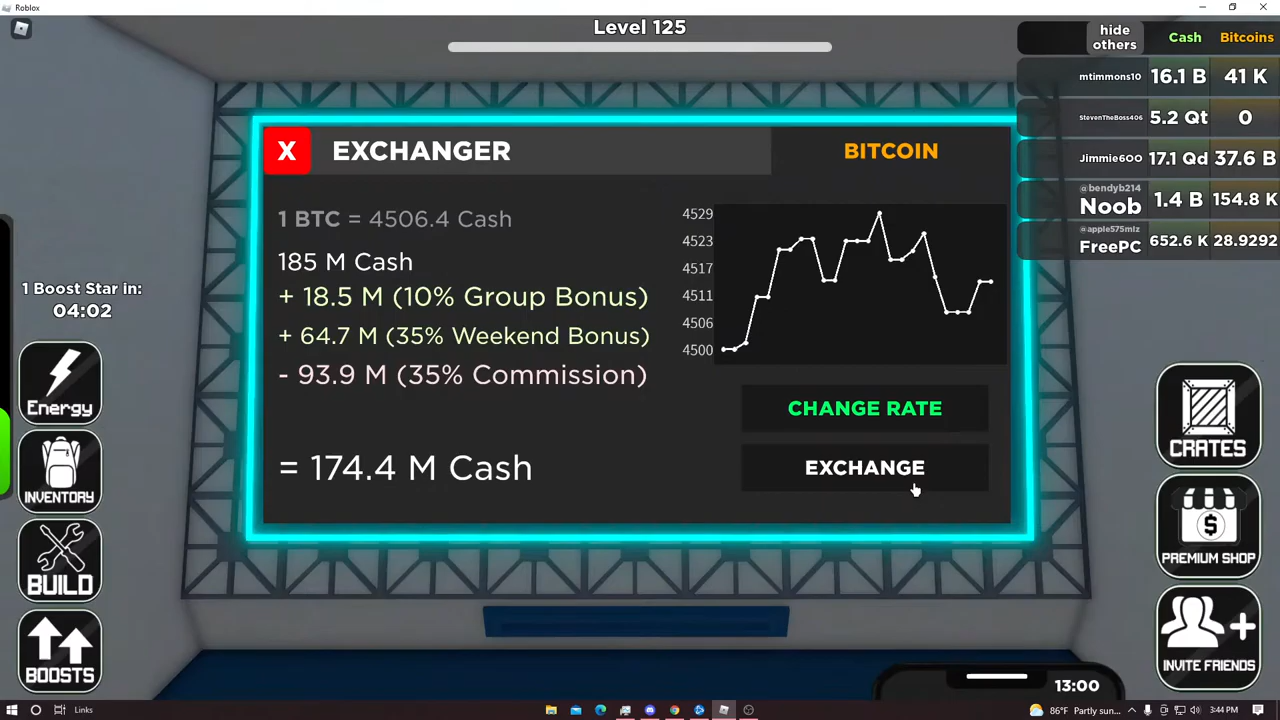 Roblox
Level 125
hide others Cash Bitcoins
mtimmons10 16.1 B 41 K
StevenTheBoss406 5.2 Qt 0
Jimmie6OO 17.1 Qd 37.6 B
@bendyb214
Noob 1.4 B 154.8 K
@apple575mlz
FreePC 652.6 K 28.9292
X EXCHANGER BITCOIN
1 BTC = 4506.4 Cash
185 M Cash
+ 18.5 M (10% Group Bonus)
+ 64.7 M (35% Weekend Bonus)
- 93.9 M (35% Commission)
= 174.4 M Cash
4529
4523
4517
4511
4506
4500
CHANGE RATE
EXCHANGE
1 Boost Star in:
04:02
Energy
INVENTORY
BUILD
BOOSTS
CRATES
$
PREMIUM SHOP
INVITE FRIENDS
13:00
Links
86°F Partly sun...
3:44 PM